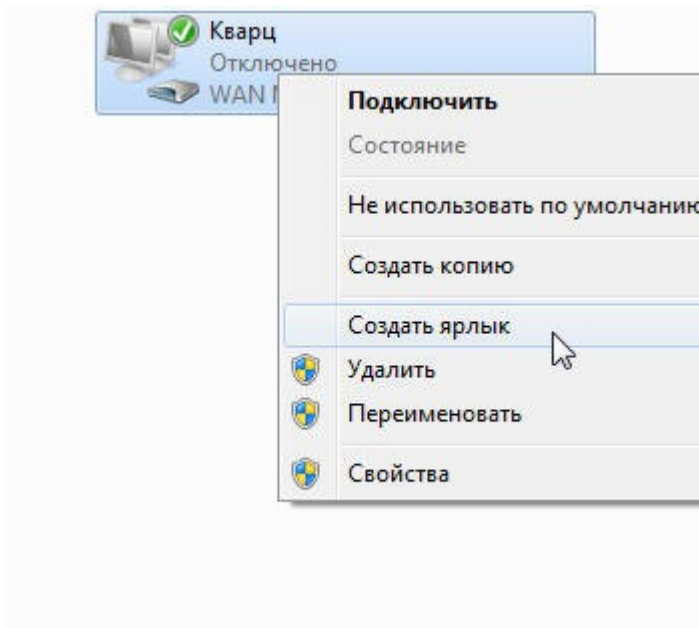 Кварц
Отключено
WAN
Подключить
Состояние
Не использовать по умолчанию
Создать копию
Создать ярлык
Удалить
Переименовать
Свойства